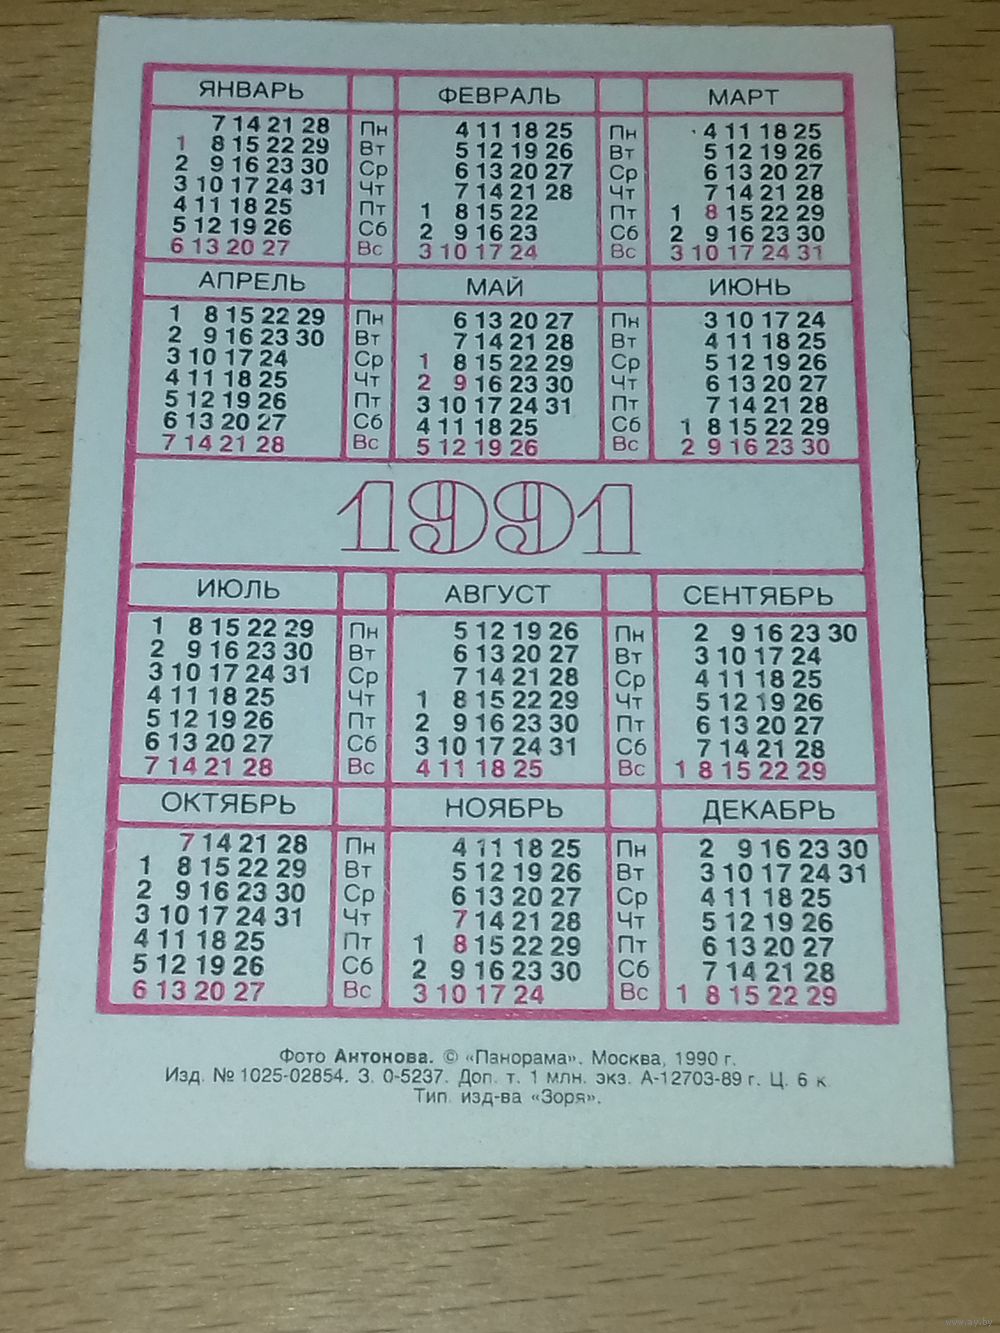 ЯНВАРЬ ФЕВРАЛЬ МАРТ
7 14 21 28 Пн 4 11 18 25 Пн 4 11 18 25
1 8 15 22 29 Вт 5 12 19 26 Вт 5 12 19 26
2 9 16 23 30 Ср 6 13 20 27 Ср 6 13 20 27
3 10 17 24 31 Чт 7 14 21 28 Чт 7 14 21 28
4 11 18 25 Пт 1 8 15 22 Пт 1 8 15 22 29
5 12 19 26 Сб 2 9 16 23 Сб 2 9 16 23 30
6 13 20 27 Вс 3 10 17 24 Вс 3 10 17 24 31
АПРЕЛЬ МАЙ ИЮНЬ
1 8 15 22 29 Пн 6 13 20 27 Пн 3 10 17 24
2 9 16 23 30 Вт 7 14 21 28 Вт 4 11 18 25
3 10 17 24 Ср 1 8 15 22 29 Ср 5 12 19 26
4 11 18 25 Чт 2 9 16 23 30 Чт 6 13 20 27
5 12 19 26 Пт 3 10 17 24 31 Пт 7 14 21 28
6 13 20 27 Сб 4 11 18 25 Сб 1 8 15 22 29
7 14 21 28 Вс 5 12 19 26 Вс 2 9 16 23 30
1991
ИЮЛЬ АВГУСТ СЕНТЯБРЬ
1 8 15 22 29 Пн 5 12 19 26 Пн 2 9 16 23 30
2 9 16 23 30 Вт 6 13 20 27 Вт 3 10 17 24
3 10 17 24 31 Ср 7 14 21 28 Ср 4 11 18 25
4 11 18 25 Чт 1 8 15 22 29 Чт 5 12 19 26
5 12 19 26 Пт 2 9 16 23 30 Пт 6 13 20 27
6 13 20 27 Сб 3 10 17 24 31 Сб 7 14 21 28
7 14 21 28 Вс 4 11 18 25 Вс 1 8 15 22 29
ОКТЯБРЬ НОЯБРЬ ДЕКАБРЬ
7 14 21 28 Пн 4 11 18 25 Пн 2 9 16 23 30
1 8 15 22 29 Вт 5 12 19 26 Вт 3 10 17 24 31
2 9 16 23 30 Ср 6 13 20 27 Ср 4 11 18 25
3 10 17 24 31 Чт 7 14 21 28 Чт 5 12 19 26
4 11 18 25 Пт 1 8 15 22 29 Пт 6 13 20 27
5 12 19 26 Сб 2 9 16 23 30 Сб 7 14 21 28
6 13 20 27 Вс 3 10 17 24 Вс 1 8 15 22 29
Фото Антонова. © «Панорама». Москва, 1990 г.
Изд. № 1025-02854. З. 0-5237. Доп. т. 1 млн. экз. А-12703-89 г. Ц. 6 к
Тип. изд-ва «Зоря».
www.ay.by